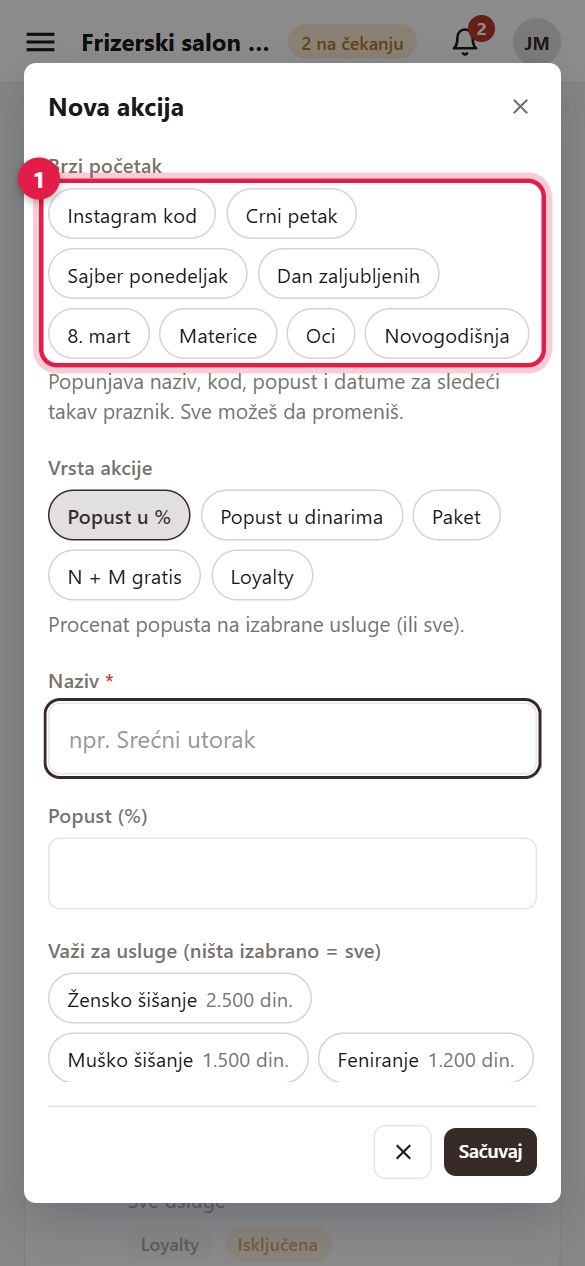 Frizerski salon ...
2 na čekanju
2
JM
Nova akcija
Brzi početak
1
Instagram kod
Crni petak
Sajber ponedeljak
Dan zaljubljenih
8. mart
Materice
Oci
Novogodišnja
Popunjava naziv, kod, popust i datume za sledeći
takav praznik. Sve možeš da promeniš.
Vrsta akcije
Popust u %
Popust u dinarima
Paket
N + M gratis
Loyalty
Procenat popusta na izabrane usluge (ili sve).
Naziv *
npr. Srećni utorak
Popust (%)
Važi za usluge (ništa izabrano = sve)
Žensko šišanje 2.500 din.
Muško šišanje 1.500 din.
Feniranje 1.200 din.
Sačuvaj
Sve usluge
Loyalty
Isključena